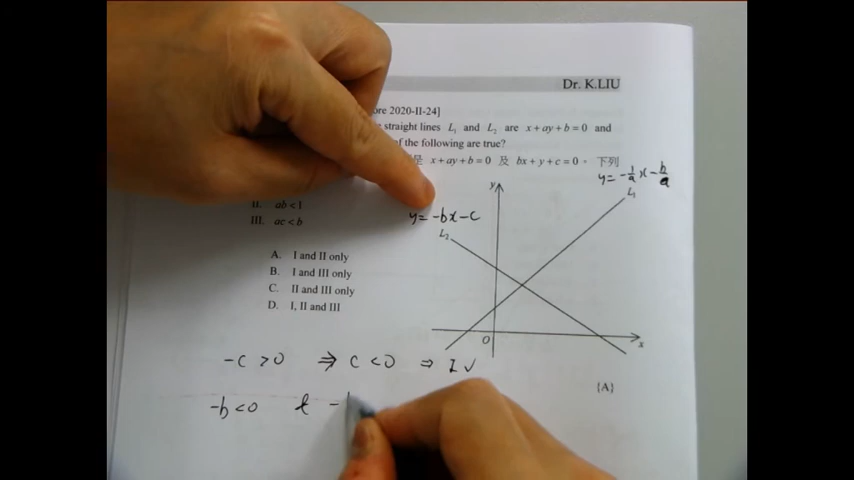 Dr. K.LIU
ore 2020-II-24]
straight lines L₁ and L₂ are x+ay+b=0 and
of the following are true?
是 x+ay+b=0 及 bx+y+c=0。下列
y=-1/a x-b/a
L₁
y
II. ab<1
y=-bx-c
III. ac<b
L₂
A. I and II only
B. I and III only
C. II and III only
D. I, II and III
O
x
-c>0 ⇒ c<0 ⇒ I ✓
{A}
-b<0 & -